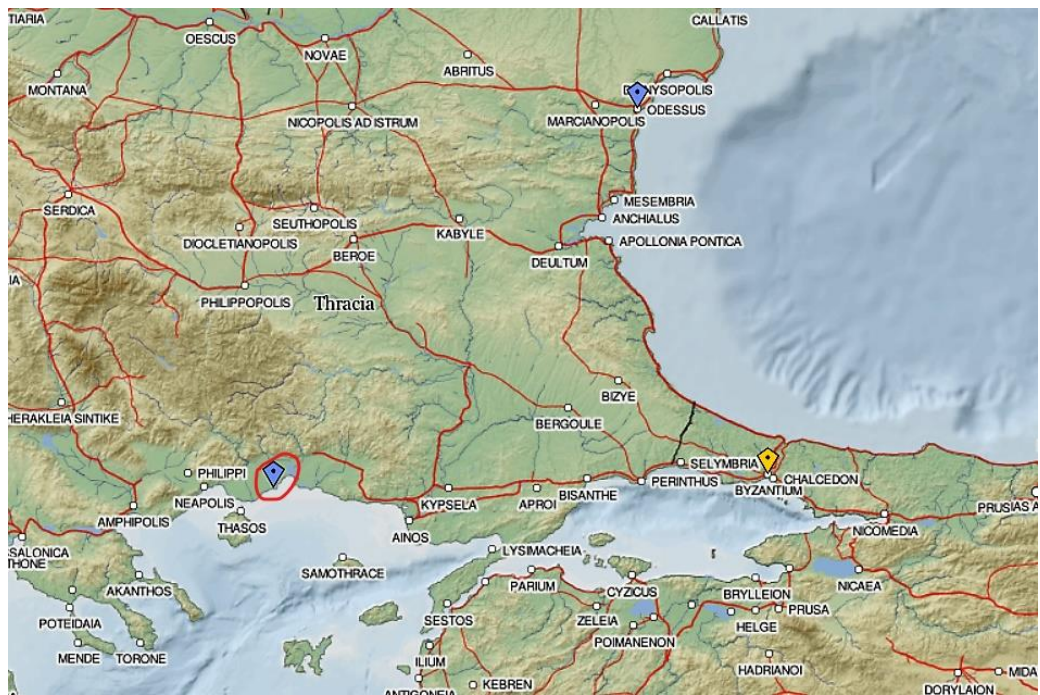 TIARIA
OESCUS
NOVAE
CALLATIS
ABRITUS
MONTANA
NICOPOLIS AD ISTRUM
MARCIANOPOLIS
NYSOPOLIS
ODESSUS
SERDICA
SEUTHOPOLIS
DIOCLETIANOPOLIS
BEROE
KABYLE
MESEMBRIA
ANCHIALUS
APOLLONIA PONTICA
DEULTUM
IA
PHILIPPOPOLIS
Thracia
BIZYE
HERAKLEIA SINTIKE
BERGOULE
PHILIPPI
NEAPOLIS
AMPHIPOLIS
THASOS
SELYMBRIA
CHALCEDON
BYZANTIUM
PERINTHUS
BISANTHE
APROI
KYPSELA
AINOS
PRUSIAS A
NICOMEDIA
SSALONICA
THONE
SAMOTHRACE
LYSIMACHEIA
PARIUM
CYZICUS
NICAEA
AKANTHOS
BRYLLEION
PRUSA
HELGE
POTEIDAIA
SESTOS
ZELEIA
POIMANENON
MENDE
TORONE
ILIUM
HADRIANOI
KEBREN
ANTIGONEIA
MIDA
DORYLAION